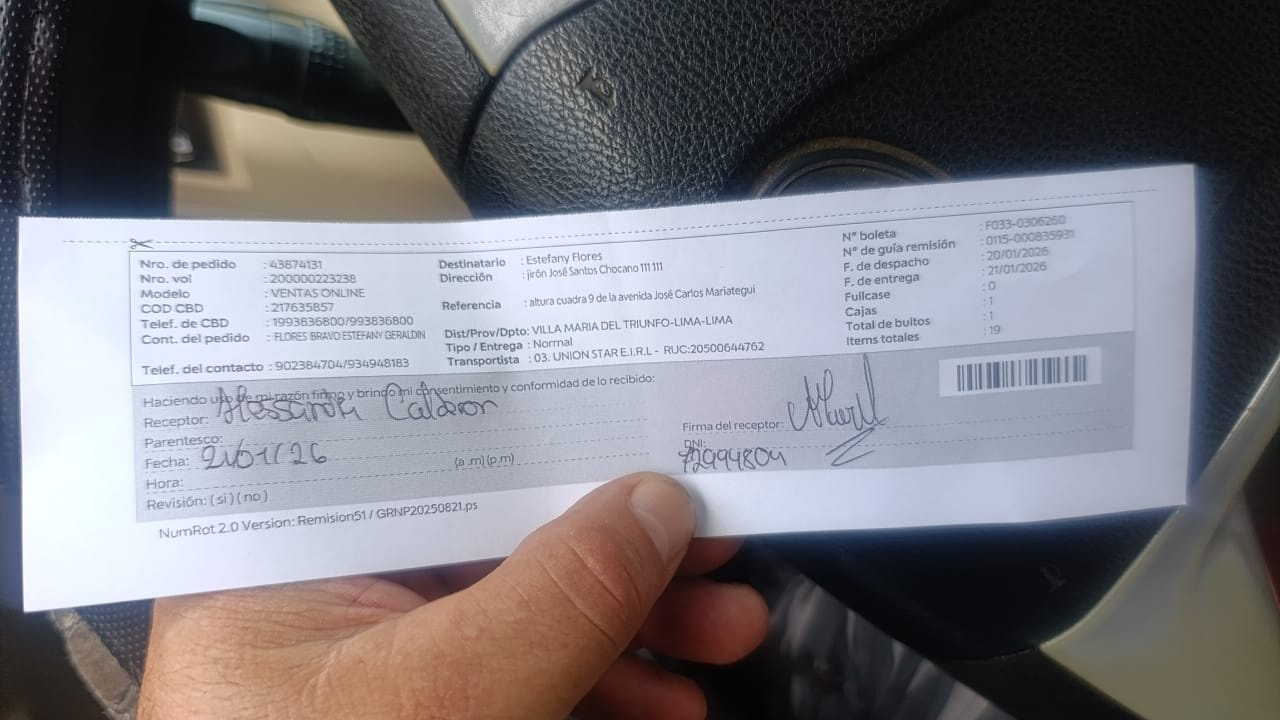 Nro. de pedido : 43874131
Nro. vol : 200000223238
Modelo : VENTAS ONLINE
COD CBD : 217635857
Telef. de CBD : 1993836800/993836800
Cont. del pedido : FLORES BRAVO ESTEFANY GERALDIN
Telef. del contacto : 902384704/934948183
Destinatario : Estefany Flores
Dirección : jirón José Santos Chocano 111 111
Referencia : altura cuadra 9 de la avenida José Carlos Mariategui
Dist/Prov/Dpto: VILLA MARIA DEL TRIUNFO-LIMA-LIMA
Tipo / Entrega : Normal
Transportista : 03. UNION STAR E.I.R.L - RUC:20500644762
N° boleta : F033-0306260
N° de guía remisión : 0115-000835931
F. de despacho : 20/01/2026
F. de entrega : 21/01/2026
Fullcase : 0
Cajas : 1
Total de bultos : 1
Items totales : 19
Haciendo uso de mi razón firmo y brindo mi consentimiento y conformidad de lo recibido:
Receptor: Calderon
Parentesco:
Fecha: 21/01/26 (a .m) (p.m)
Hora:
Revisión: ( si ) ( no )
Firma del receptor:
DNI:
72994804
NumRot 2.0 Version: Remision51 / GRNP20250821.ps